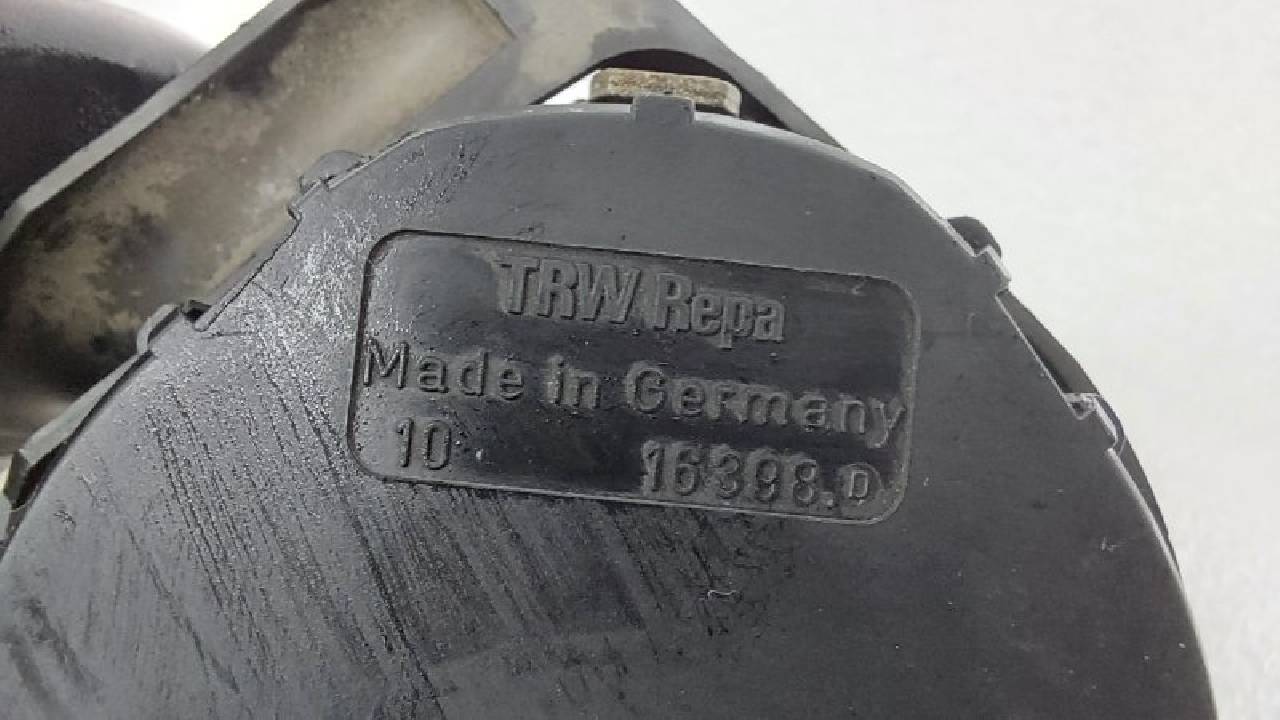 TRW Repa
Made in Germany
10 16398.D